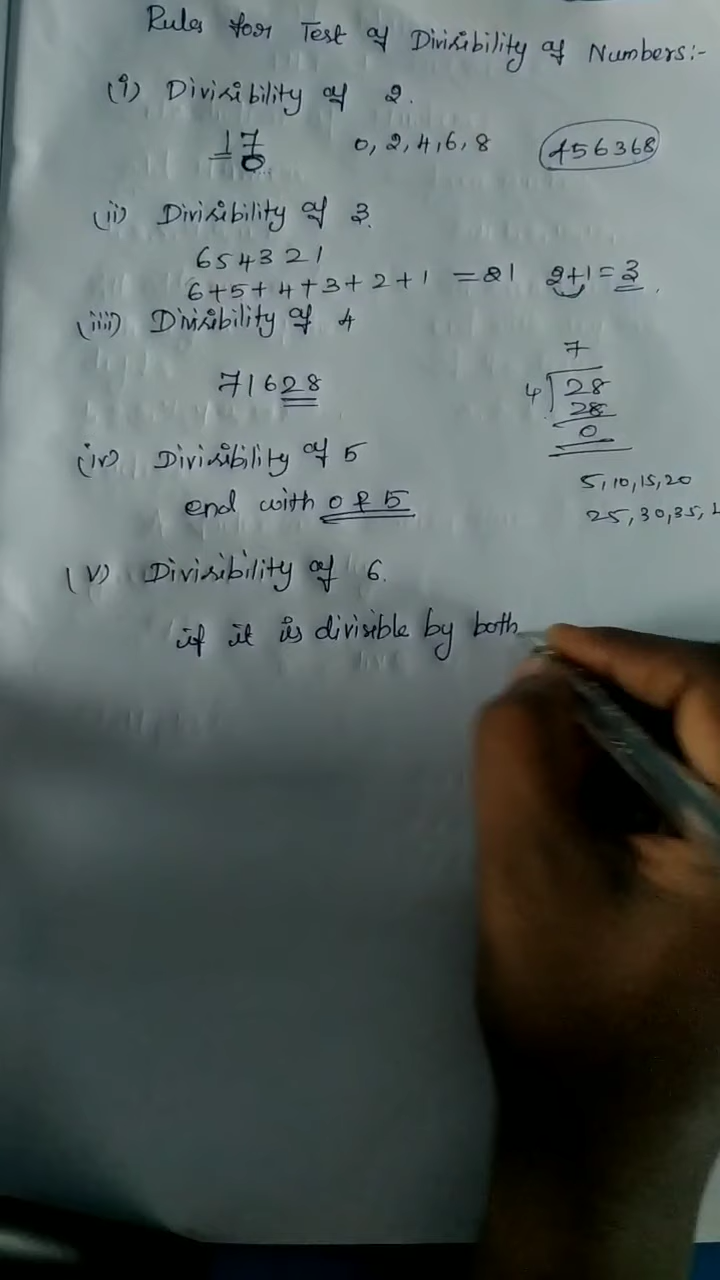 Rules for Test of Divisibility of Numbers:-
(i) Divisibility of 2.
0, 2, 4, 6, 8 456368
(ii) Divisibility of 3.
654321
6+5+4+3+2+1 =21 2+1=3.
(iii) Divisibility of 4
7
71628 4 28
28
0
(iv) Divisibility of 5
5, 10, 15, 20
end with 0 & 5
25, 30, 35,
(v) Divisibility of 6.
if it is divisible by both